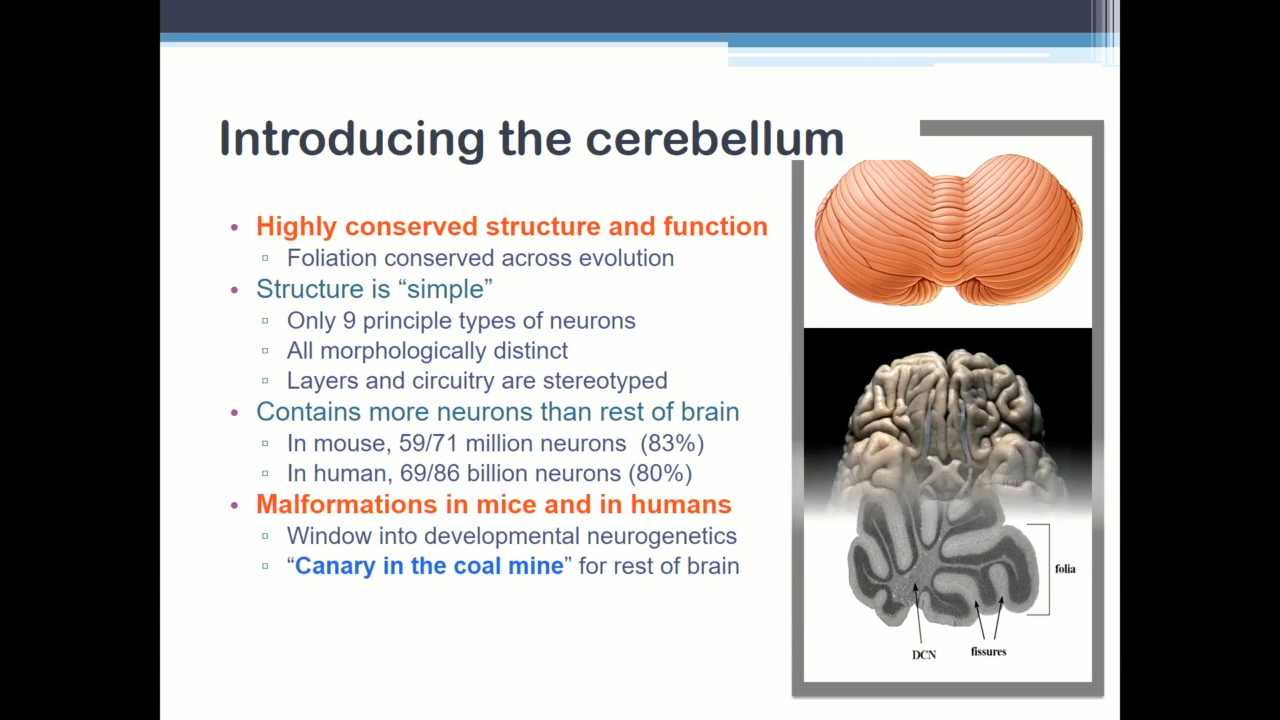 Introducing the cerebellum
• Highly conserved structure and function
▫ Foliation conserved across evolution
• Structure is “simple”
▫ Only 9 principle types of neurons
▫ All morphologically distinct
▫ Layers and circuitry are stereotyped
• Contains more neurons than rest of brain
▫ In mouse, 59/71 million neurons (83%)
▫ In human, 69/86 billion neurons (80%)
• Malformations in mice and in humans
▫ Window into developmental neurogenetics
▫ “Canary in the coal mine” for rest of brain
folia
DCN
fissures